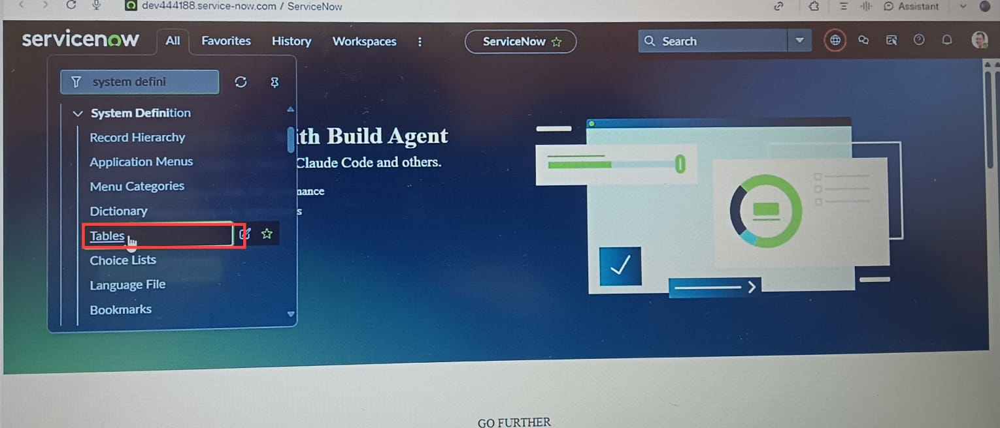 dev444188.service-now.com / ServiceNow
Assistant
servicenow
All
Favorites
History
Workspaces
ServiceNow
Search
system defini
System Definition
Record Hierarchy
Application Menus
Menu Categories
Dictionary
Tables
Choice Lists
Language File
Bookmarks
ith Build Agent
Claude Code and others.
nance
s
GO FURTHER